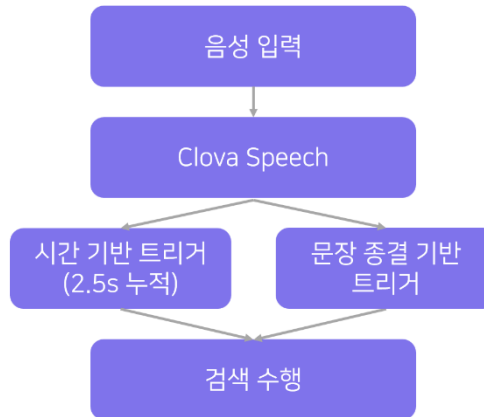 음성 입력
Clova Speech
시간 기반 트리거
(2.5s 누적)
문장 종결 기반
트리거
검색 수행